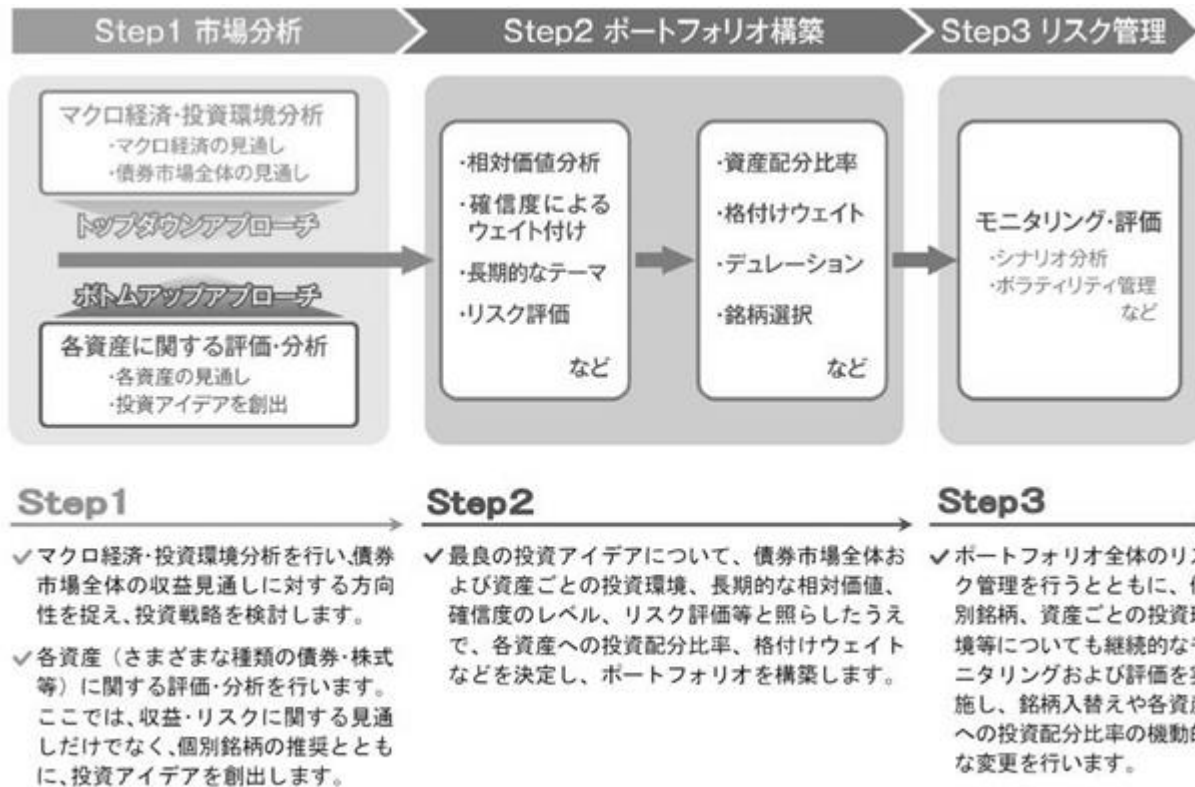 Step1 市場分析
Step2 ポートフォリオ構築
Step3 リスク管理
マクロ経済・投資環境分析
・マクロ経済の見通し
・債券市場全体の見通し
トップダウンアプローチ
ボトムアップアプローチ
各資産に関する評価・分析
・各資産の見通し
・投資アイデアを創出
・相対価値分析
・確信度による
ウェイト付け
・長期的なテーマ
・リスク評価
など
・資産配分比率
・格付けウェイト
・デュレーション
・銘柄選択
など
モニタリング・評価
・シナリオ分析
・ボラティリティ管理
など
Step1
✓マクロ経済・投資環境分析を行い、債券
市場全体の収益見通しに対する方向
性を捉え、投資戦略を検討します。
✓各資産（さまざまな種類の債券・株式
等）に関する評価・分析を行います。
ここでは、収益・リスクに関する見通
しだけでなく、個別銘柄の推奨ととも
に、投資アイデアを創出します。
Step2
✓最良の投資アイデアについて、債券市場全体お
よび資産ごとの投資環境、長期的な相対価値、
確信度のレベル、リスク評価等と照らしたうえ
で、各資産への投資配分比率、格付けウェイト
などを決定し、ポートフォリオを構築します。
Step3
✓ポートフォリオ全体のリス
ク管理を行うとともに、
別銘柄、資産ごとの投資
境等についても継続的な
ニタリングおよび評価を
施し、銘柄入替えや各資
への投資配分比率の機動
な変更を行います。